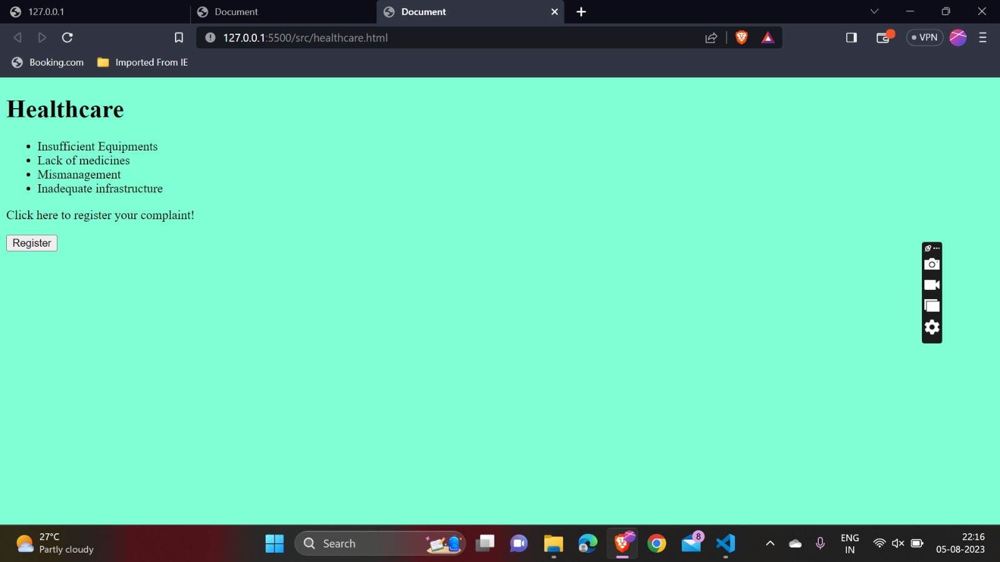 127.0.0.1
Document
Document
127.0.0.1:5500/src/healthcare.html
VPN
Booking.com
Imported From IE
Healthcare
Insufficient Equipments
Lack of medicines
Mismanagement
Inadequate infrastructure
Click here to register your complaint!
Register
27°C
Partly cloudy
Search
8
ENG
IN
22:16
05-08-2023